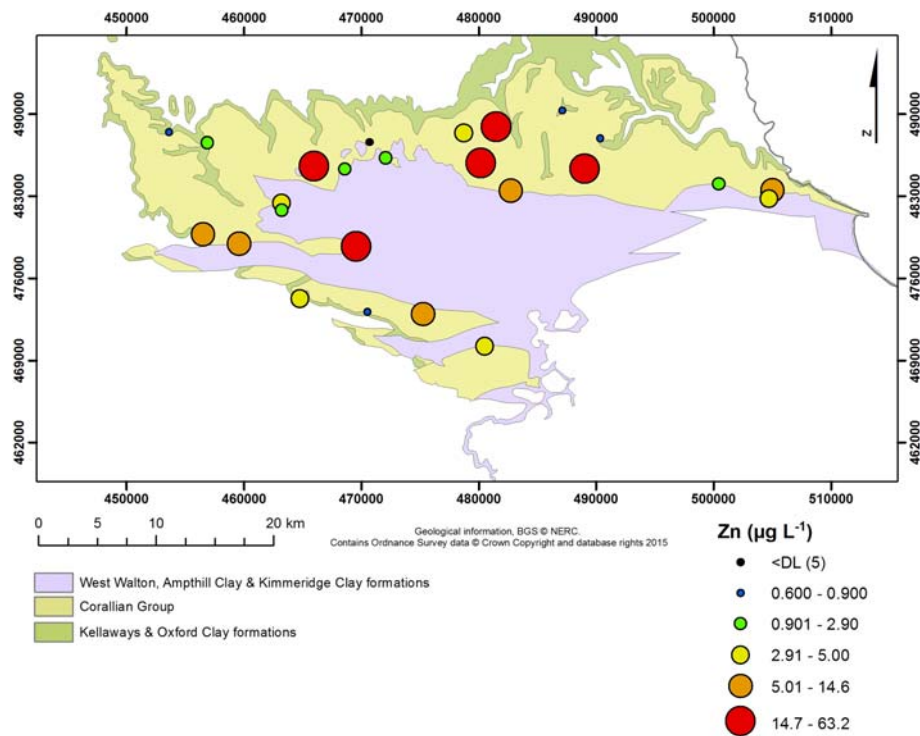 450000 460000 470000 480000 490000 500000 510000
490000 490000
483000 483000
476000 476000
469000 469000
462000 462000
z
450000 460000 470000 480000 490000 500000 510000
0 5 10 20 km
Geological information, BGS © NERC.
Contains Ordnance Survey data © Crown Copyright and database rights 2015
West Walton, Ampthill Clay & Kimmeridge Clay formations
Corallian Group
Kellaways & Oxford Clay formations
Zn (µg L⁻¹)
<DL (5)
0.600 - 0.900
0.901 - 2.90
2.91 - 5.00
5.01 - 14.6
14.7 - 63.2